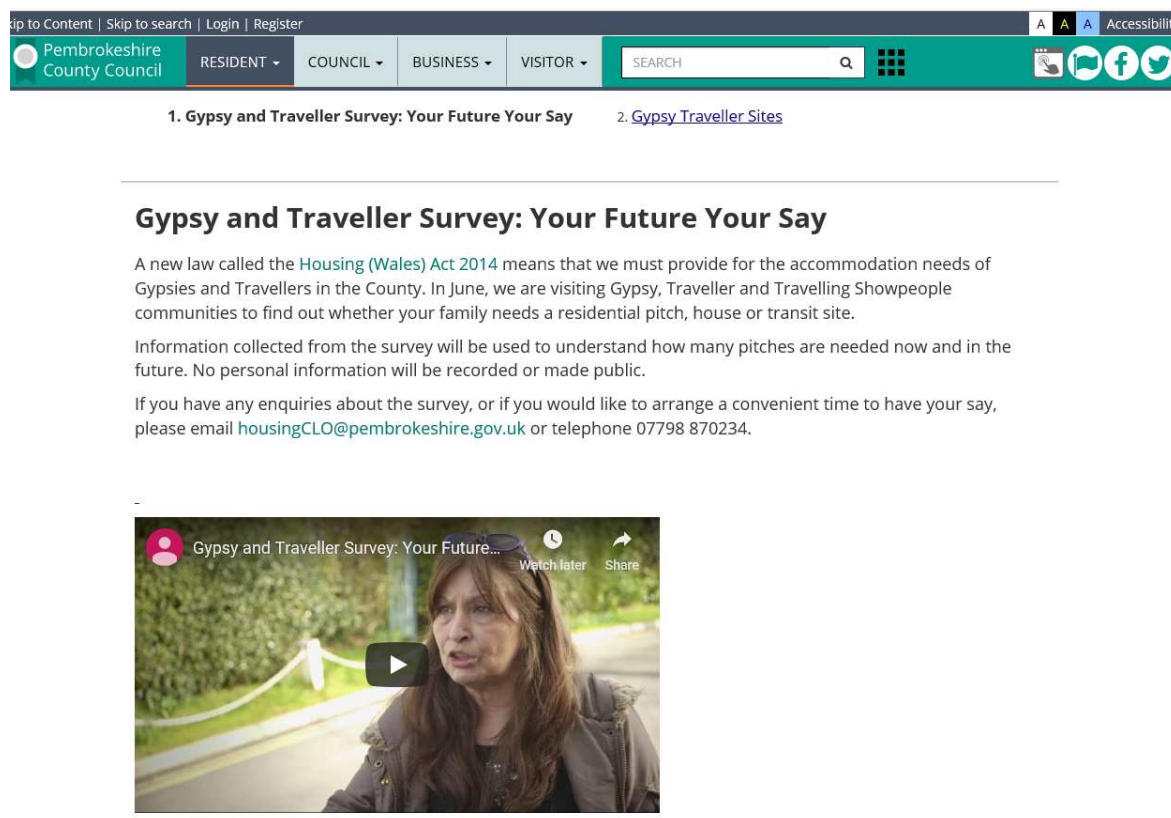 Skip to Content | Skip to search | Login | Register
A A A Accessibility
Pembrokeshire
County Council
RESIDENT
COUNCIL
BUSINESS
VISITOR
SEARCH
1. Gypsy and Traveller Survey: Your Future Your Say
2. Gypsy Traveller Sites
Gypsy and Traveller Survey: Your Future Your Say
A new law called the Housing (Wales) Act 2014 means that we must provide for the accommodation needs of
Gypsies and Travellers in the County. In June, we are visiting Gypsy, Traveller and Travelling Showpeople
communities to find out whether your family needs a residential pitch, house or transit site.
Information collected from the survey will be used to understand how many pitches are needed now and in the
future. No personal information will be recorded or made public.
If you have any enquiries about the survey, or if you would like to arrange a convenient time to have your say,
please email housingCLO@pembrokeshire.gov.uk or telephone 07798 870234.
Gypsy and Traveller Survey: Your Future...
Watch later
Share